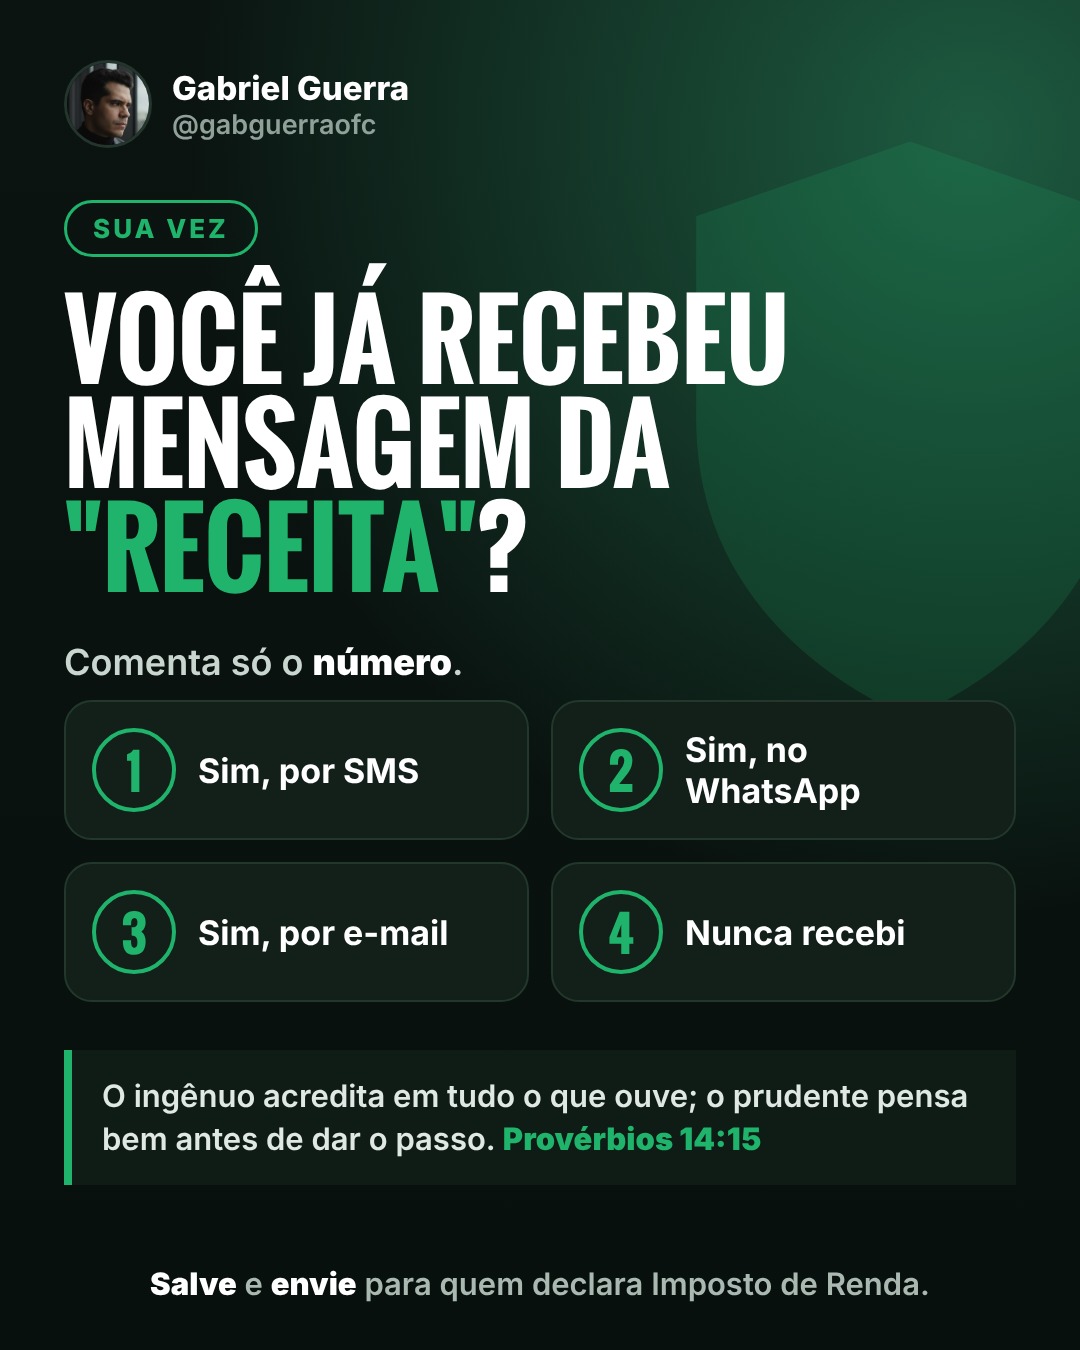 Gabriel Guerra
@gabguerraofc
SUA VEZ
VOCÊ JÁ RECEBEU
MENSAGEM DA
"RECEITA"?
Comenta só o número.
1 Sim, por SMS
2 Sim, no
WhatsApp
3 Sim, por e-mail
4 Nunca recebi
O ingênuo acredita em tudo o que ouve; o prudente pensa
bem antes de dar o passo. Provérbios 14:15
Salve e envie para quem declara Imposto de Renda.